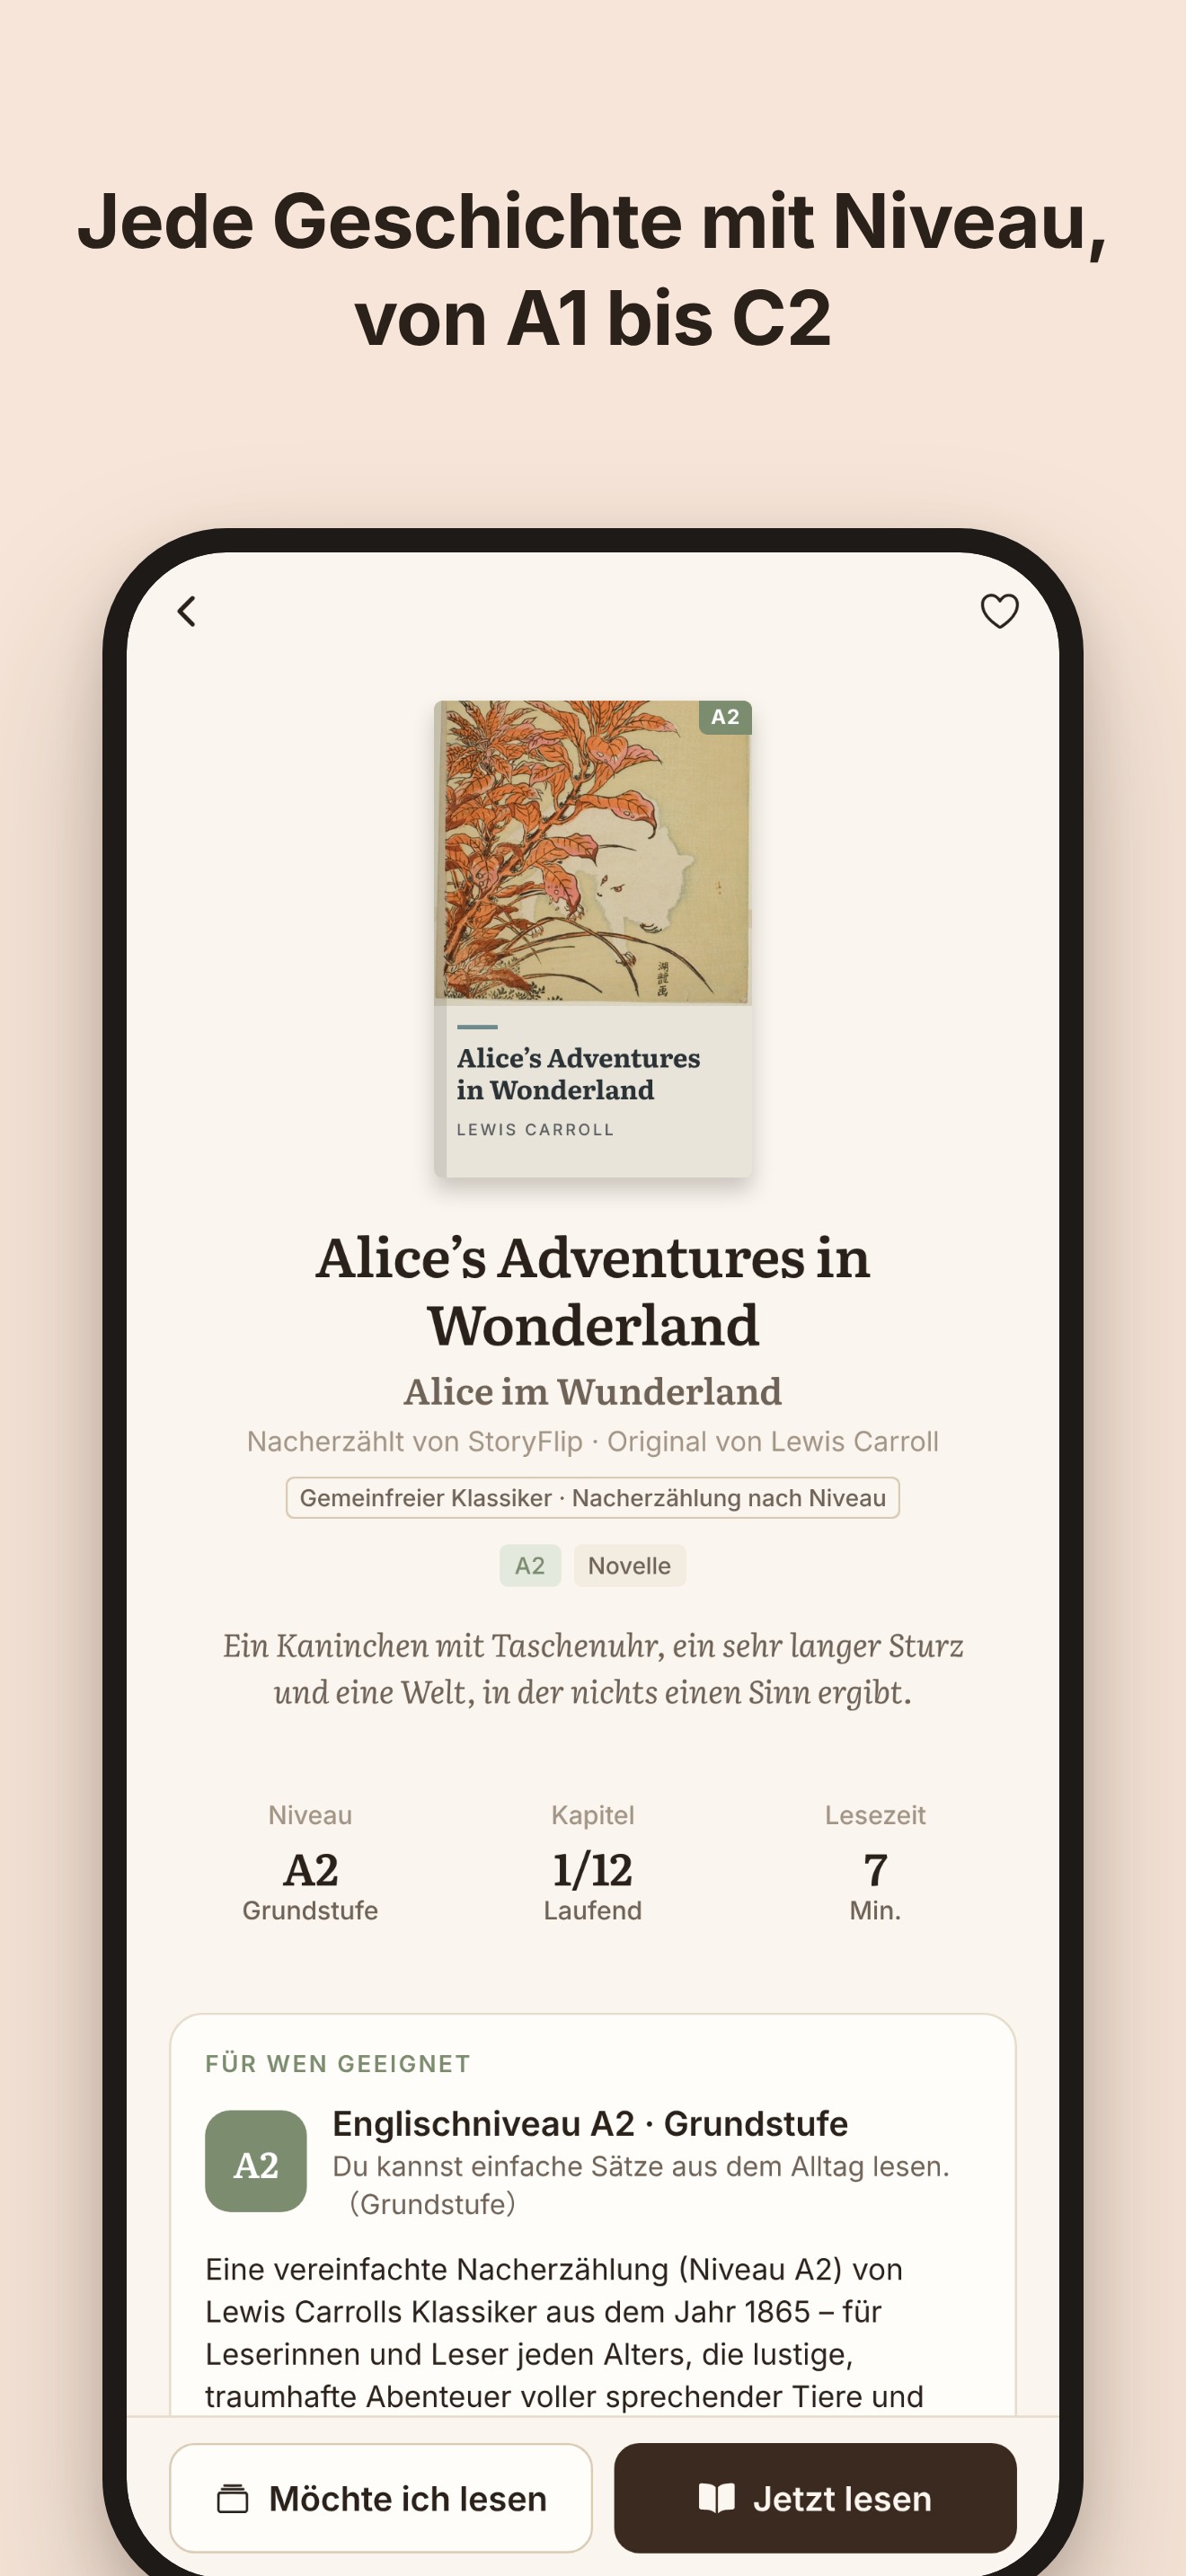 Jede Geschichte mit Niveau,
von A1 bis C2
A2
湖龍画
Alice’s Adventures
in Wonderland
LEWIS CARROLL
Alice’s Adventures in
Wonderland
Alice im Wunderland
Nacherzählt von StoryFlip · Original von Lewis Carroll
Gemeinfreier Klassiker · Nacherzählung nach Niveau
A2 Novelle
Ein Kaninchen mit Taschenuhr, ein sehr langer Sturz
und eine Welt, in der nichts einen Sinn ergibt.
Niveau Kapitel Lesezeit
A2 1/12 7
Grundstufe Laufend Min.
FÜR WEN GEEIGNET
A2
Englischniveau A2 · Grundstufe
Du kannst einfache Sätze aus dem Alltag lesen.
（Grundstufe）
Eine vereinfachte Nacherzählung (Niveau A2) von
Lewis Carrolls Klassiker aus dem Jahr 1865 – für
Leserinnen und Leser jeden Alters, die lustige,
traumhafte Abenteuer voller sprechender Tiere und
Möchte ich lesen Jetzt lesen